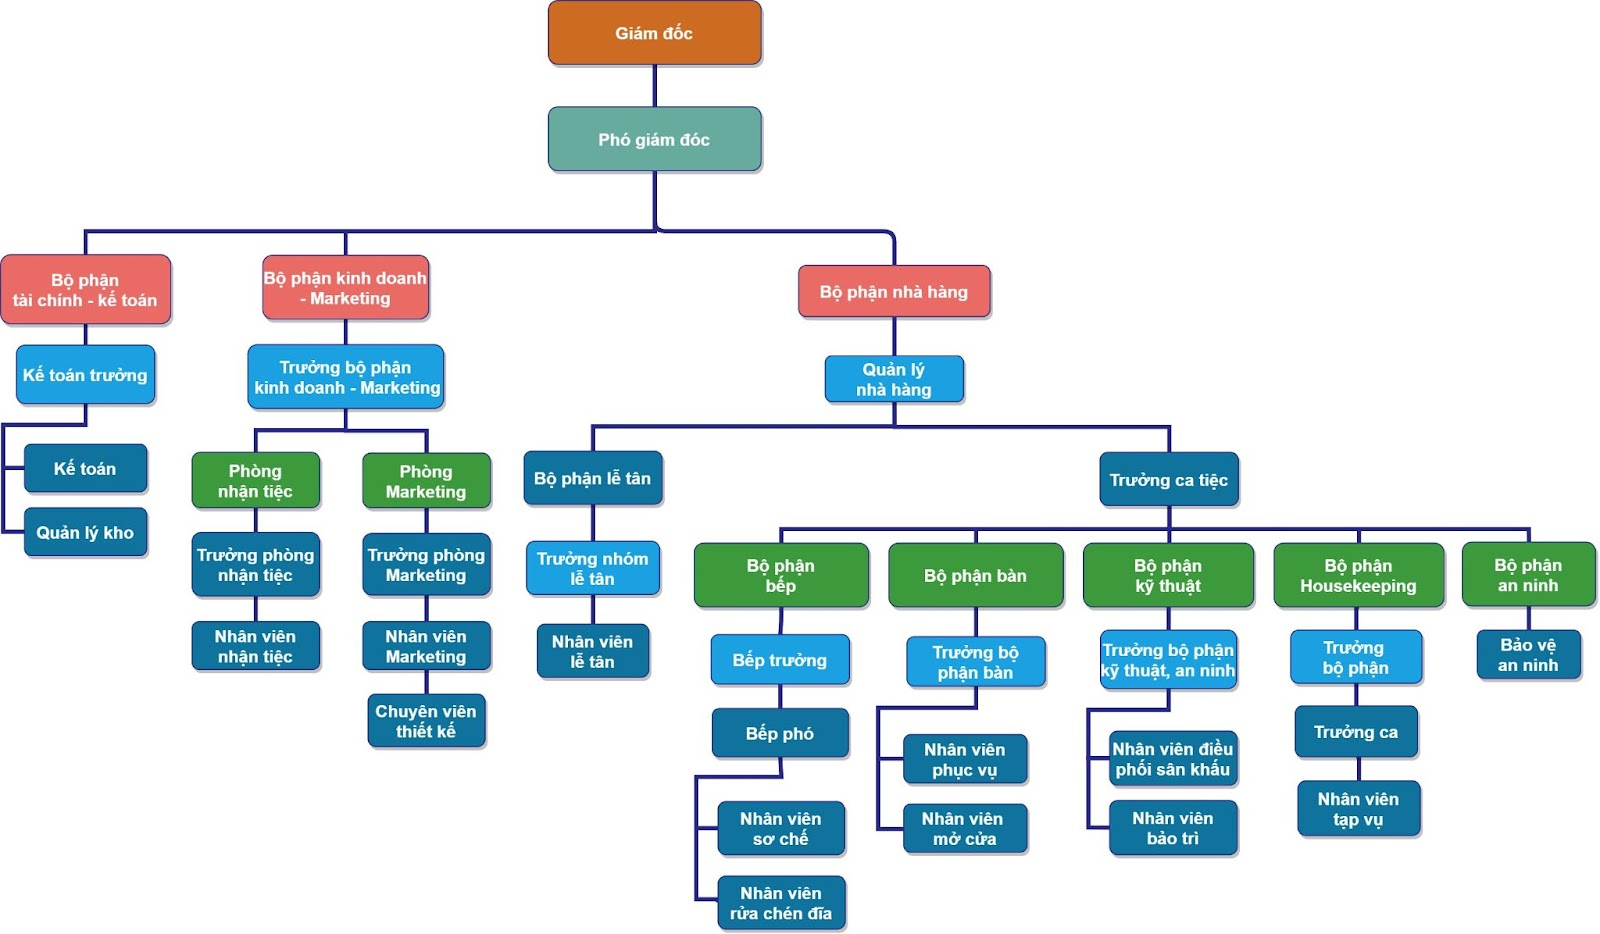 Giám đốc
Phó giám đóc
Bộ phận
tài chính - kế toán
Bộ phận kinh doanh
- Marketing
Bộ phận nhà hàng
Kế toán trưởng
Trưởng bộ phận
kinh doanh - Marketing
Quản lý
nhà hàng
Kế toán
Quản lý kho
Phòng
nhận tiệc
Phòng
Marketing
Bộ phận lễ tân
Trưởng ca tiệc
Trưởng phòng
nhận tiệc
Trưởng phòng
Marketing
Trưởng nhóm
lễ tân
Bộ phận
bếp
Bộ phận bàn
Bộ phận
kỹ thuật
Bộ phận
Housekeeping
Bộ phận
an ninh
Nhân viên
nhận tiệc
Nhân viên
Marketing
Nhân viên
lễ tân
Bếp trưởng
Trưởng bộ
phận bàn
Trưởng bộ phận
kỹ thuật, an ninh
Trưởng
bộ phận
Bảo vệ
an ninh
Chuyên viên
thiết kế
Bếp phó
Nhân viên
phục vụ
Nhân viên điều
phối sân khấu
Trưởng ca
Nhân viên
sơ chế
Nhân viên
mở cửa
Nhân viên
bảo trì
Nhân viên
tạp vụ
Nhân viên
rửa chén đĩa